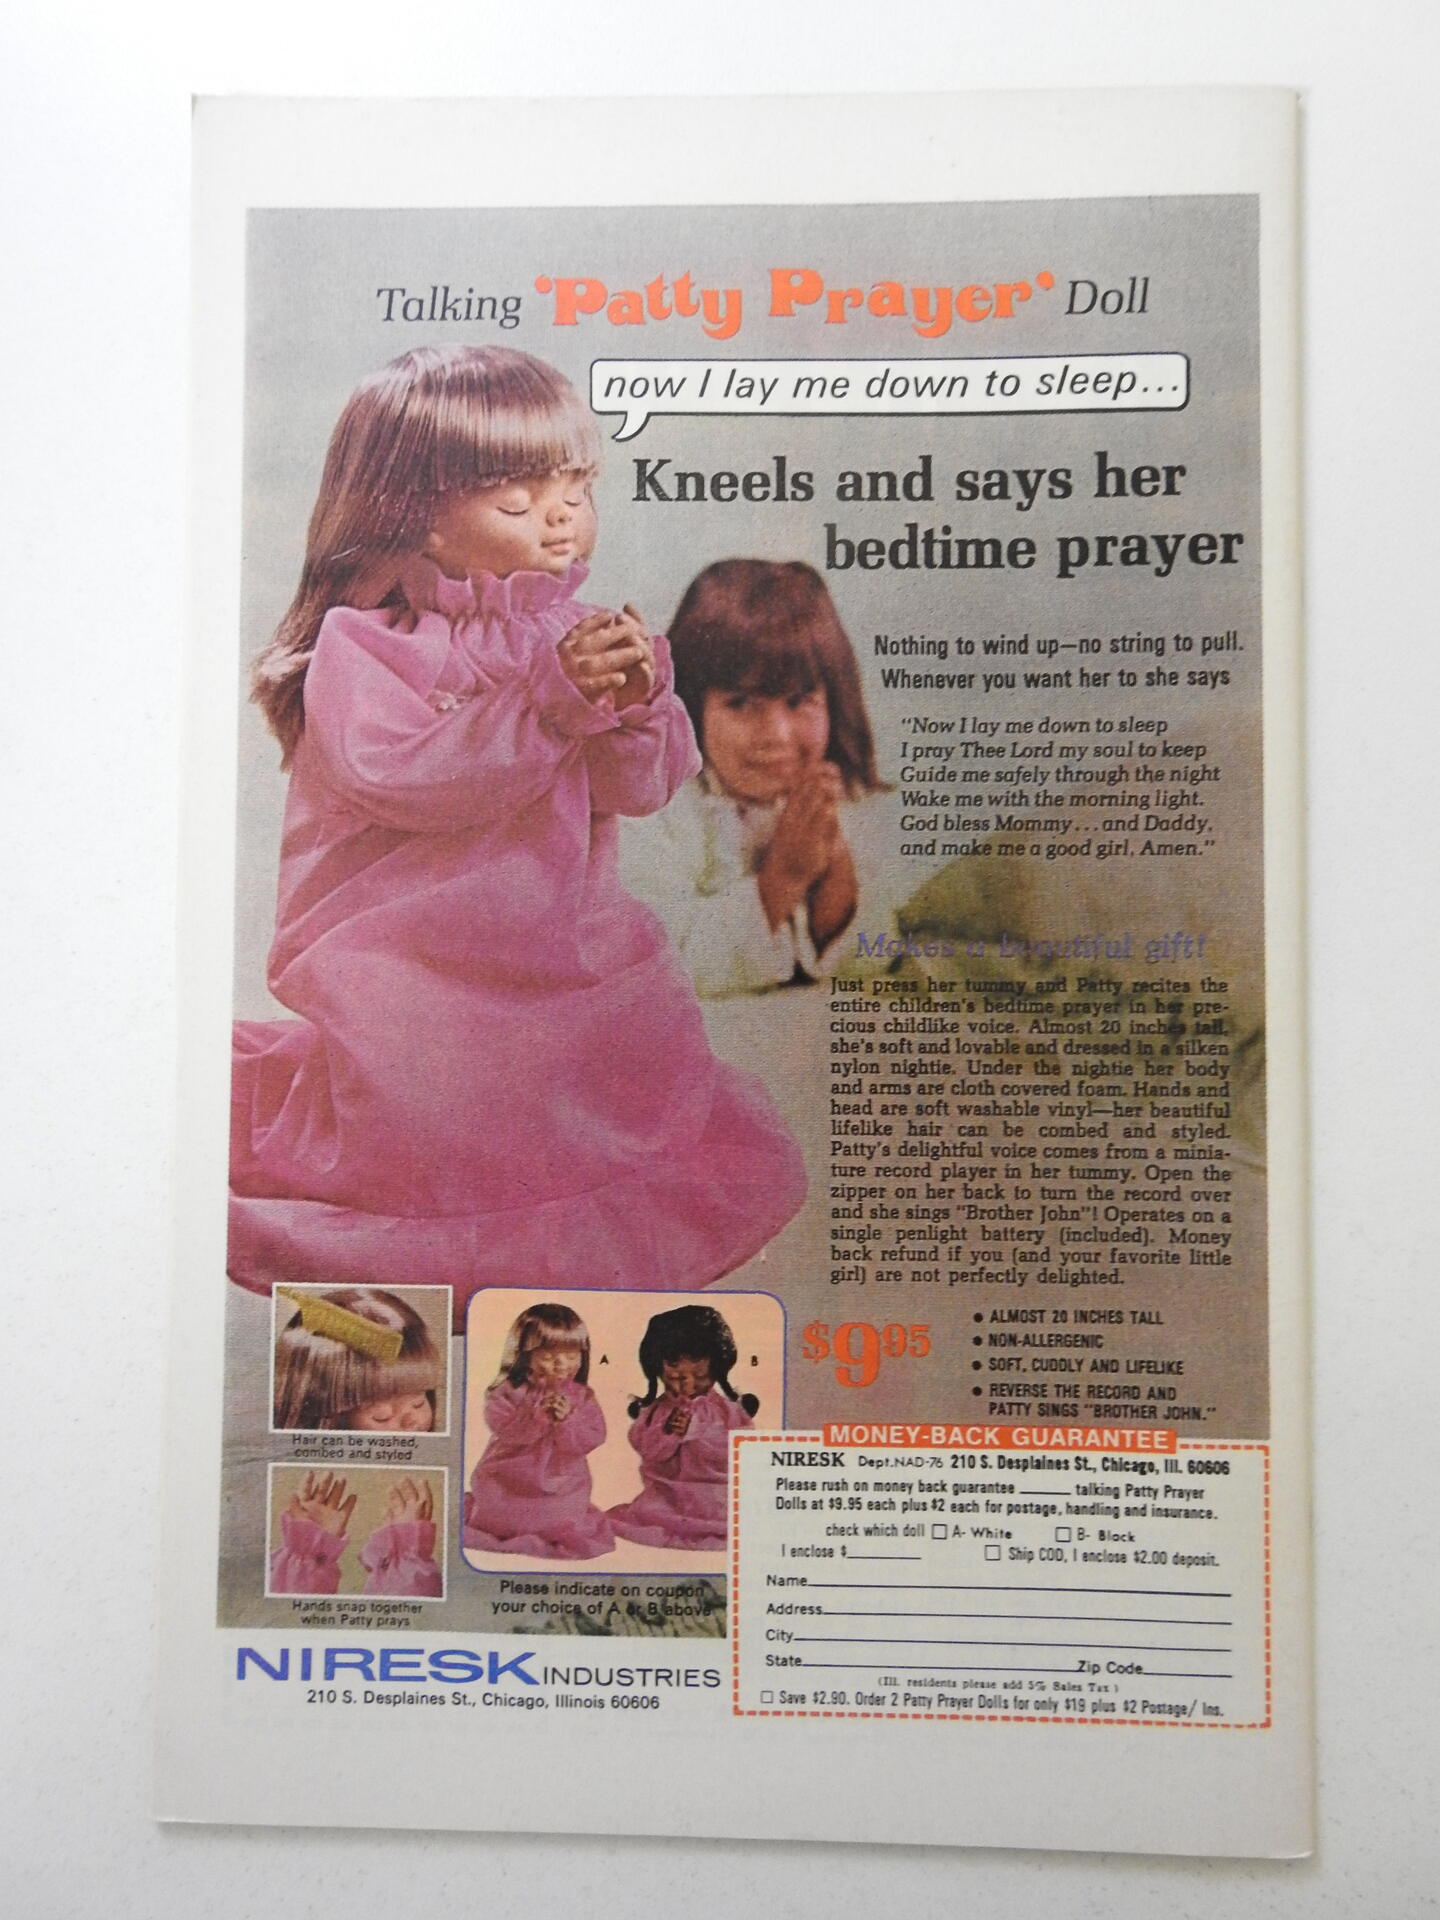 Talking 'Patty Prayer' Doll
now I lay me down to sleep...
Kneels and says her
bedtime prayer
Nothing to wind up—no string to pull.
Whenever you want her to she says
"Now I lay me down to sleep
I pray Thee Lord my soul to keep
Guide me safely through the night
Wake me with the morning light.
God bless Mommy...and Daddy,
and make me a good girl, Amen."
Makes a beautiful gift!
Just press her tummy and Patty recites the
entire children's bedtime prayer in her pre-
cious childlike voice. Almost 20 inches tall,
she's soft and lovable and dressed in a silken
nylon nightie. Under the nightie her body
and arms are cloth covered foam. Hands and
head are soft washable vinyl—her beautiful
lifelike hair can be combed and styled.
Patty's delightful voice comes from a minia-
ture record player in her tummy. Open the
zipper on her back to turn the record over
and she sings "Brother John"! Operates on a
single penlight battery (included). Money
back refund if you (and your favorite little
girl) are not perfectly delighted.
$9.95
• ALMOST 20 INCHES TALL
• NON-ALLERGENIC
• SOFT, CUDDLY AND LIFELIKE
• REVERSE THE RECORD AND
PATTY SINGS "BROTHER JOHN."
Hair can be washed,
combed and styled
Hands snap together
when Patty prays
A
B
Please indicate on coupon
your choice of A or B above
NIRESK INDUSTRIES
210 S. Desplaines St., Chicago, Illinois 60606
MONEY-BACK GUARANTEE
NIRESK Dept.NAD-76 210 S. Desplaines St., Chicago, Ill. 60606
Please rush on money back guarantee ______ talking Patty Prayer
Dolls at $9.95 each plus $2 each for postage, handling and insurance.
check which doll ☐ A- White ☐ B- Black
I enclose $________ ☐ Ship COD, I enclose $2.00 deposit.
Name
Address
City
State Zip Code
(Ill. residents please add 5% Sales Tax)
☐ Save $2.90. Order 2 Patty Prayer Dolls for only $19 plus $2 Postage/ Ins.